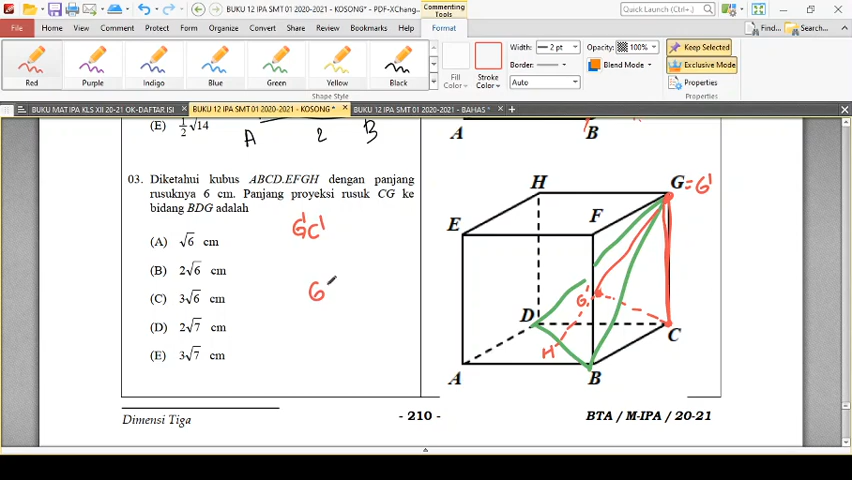 BUKU 12 IPA SMT 01 2020-2021 - KOSONG* - PDF-XChang
Commenting Tools
Quick Launch (Ctrl+.)
File Home View Comment Protect Form Organize Convert Share Review Bookmarks Help Format
Find... Search...
Red Purple Indigo Blue Green Yellow Black
Shape Style
Fill Color
Stroke Color
Width: 2 pt
Border:
Auto
Opacity: 100%
Blend Mode
Keep Selected
Exclusive Mode
Properties
Properties
BUKU MAT IPA KLS XII 20-21 OK-DAFTAR ISI
BUKU 12 IPA SMT 01 2020-2021 - KOSONG *
BUKU 12 IPA SMT 01 2020-2021 - BAHAS *
(E) ½√14
A 2 B
A B
03. Diketahui kubus ABCD.EFGH dengan panjang
rusuknya 6 cm. Panjang proyeksi rusuk CG ke
bidang BDG adalah
G'C'
(A) √6 cm
(B) 2√6 cm
G
(C) 3√6 cm
(D) 2√7 cm
(E) 3√7 cm
H G = G'
E F
G'
D C
H
A B
Dimensi Tiga
- 210 -
BTA / M-IPA / 20-21